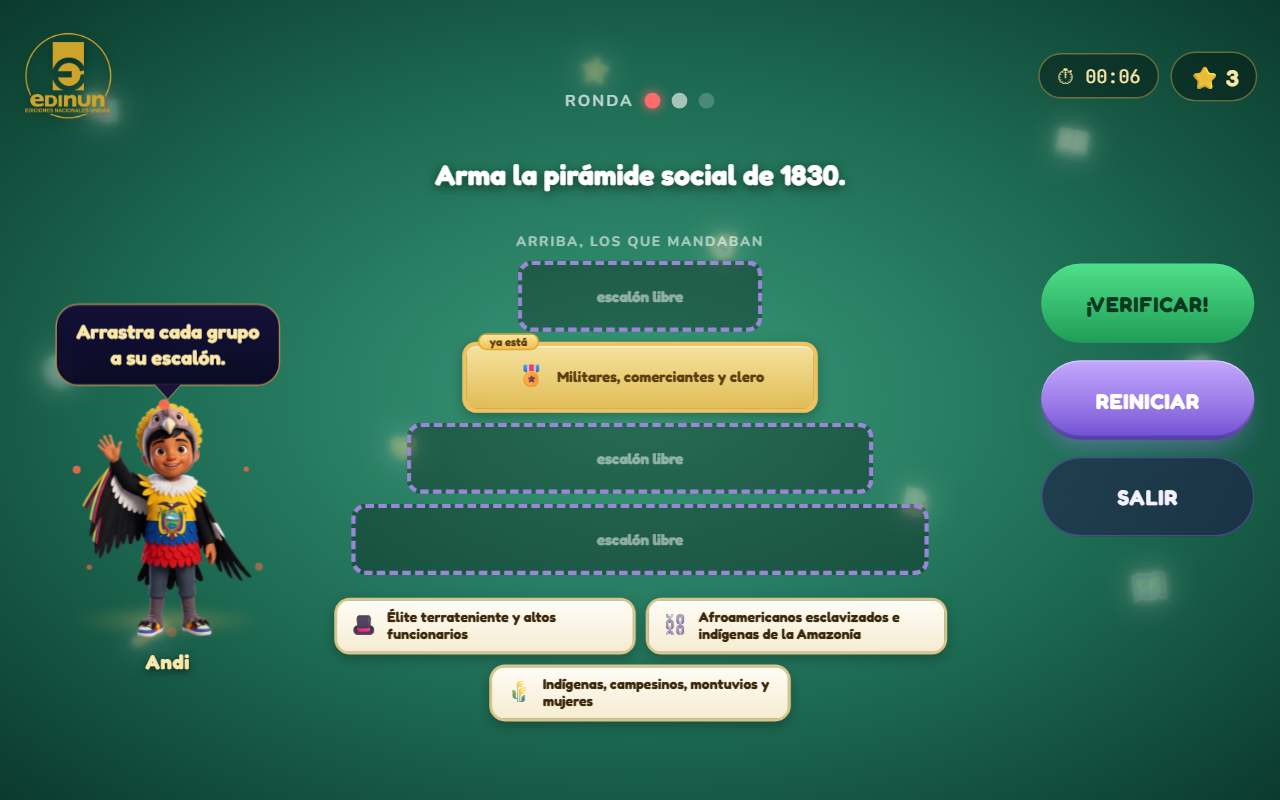 edinun
EDICIONES NACIONALES UNIDAS
RONDA
00:06
3
Arma la pirámide social de 1830.
ARRIBA, LOS QUE MANDABAN
escalón libre
ya está
Militares, comerciantes y clero
escalón libre
escalón libre
Arrastra cada grupo
a su escalón.
Andi
Élite terrateniente y altos
funcionarios
Afroamericanos esclavizados e
indígenas de la Amazonía
Indígenas, campesinos, montuvios y
mujeres
¡VERIFICAR!
REINICIAR
SALIR